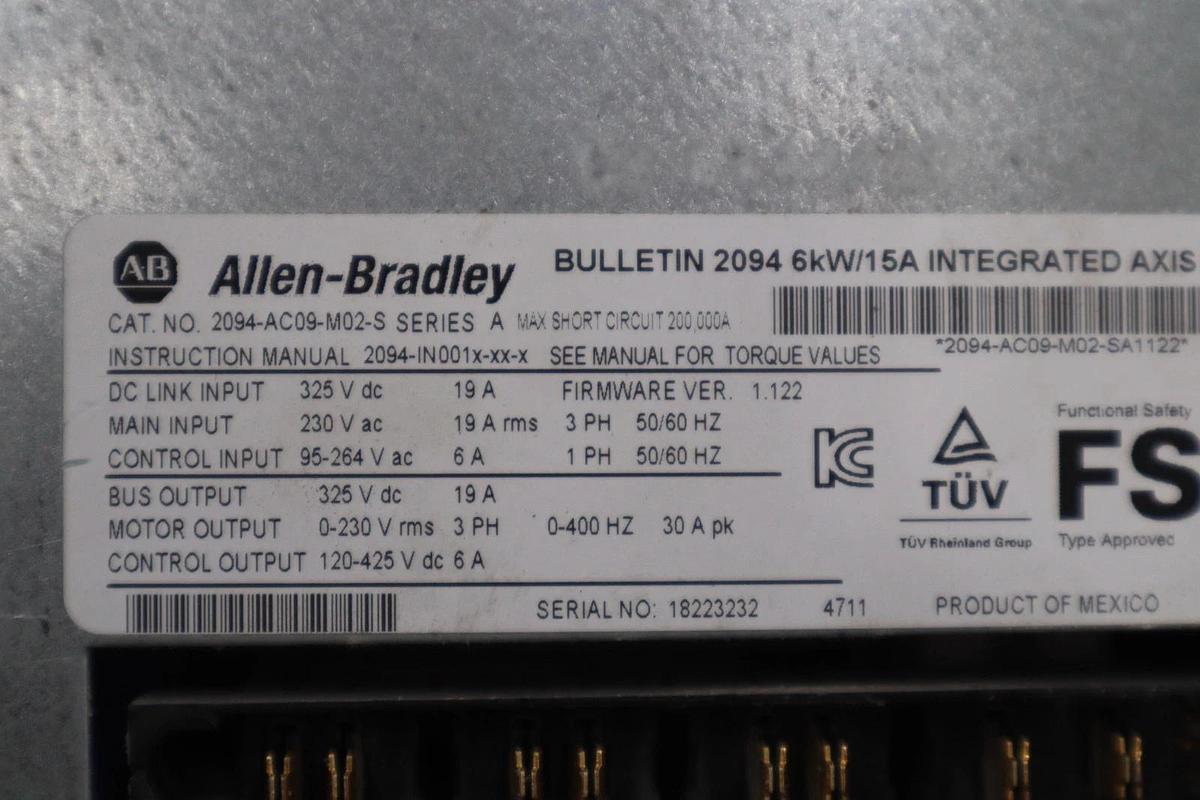 AB Allen-Bradley BULLETIN 2094 6kW/15A INTEGRATED AXIS
CAT. NO. 2094-AC09-M02-S SERIES A MAX SHORT CIRCUIT 200,000A
*2094-AC09-M02-SA1122*
INSTRUCTION MANUAL 2094-IN001x-xx-x SEE MANUAL FOR TORQUE VALUES
DC LINK INPUT 325 V dc 19 A FIRMWARE VER. 1.122
MAIN INPUT 230 V ac 19 A rms 3 PH 50/60 HZ
CONTROL INPUT 95-264 V ac 6 A 1 PH 50/60 HZ
BUS OUTPUT 325 V dc 19 A
MOTOR OUTPUT 0-230 V rms 3 PH 0-400 HZ 30 A pk
CONTROL OUTPUT 120-425 V dc 6 A
KC
TÜV
TÜV Rheinland Group
Functional Safety
FS
Type Approved
SERIAL NO: 18223232 4711 PRODUCT OF MEXICO